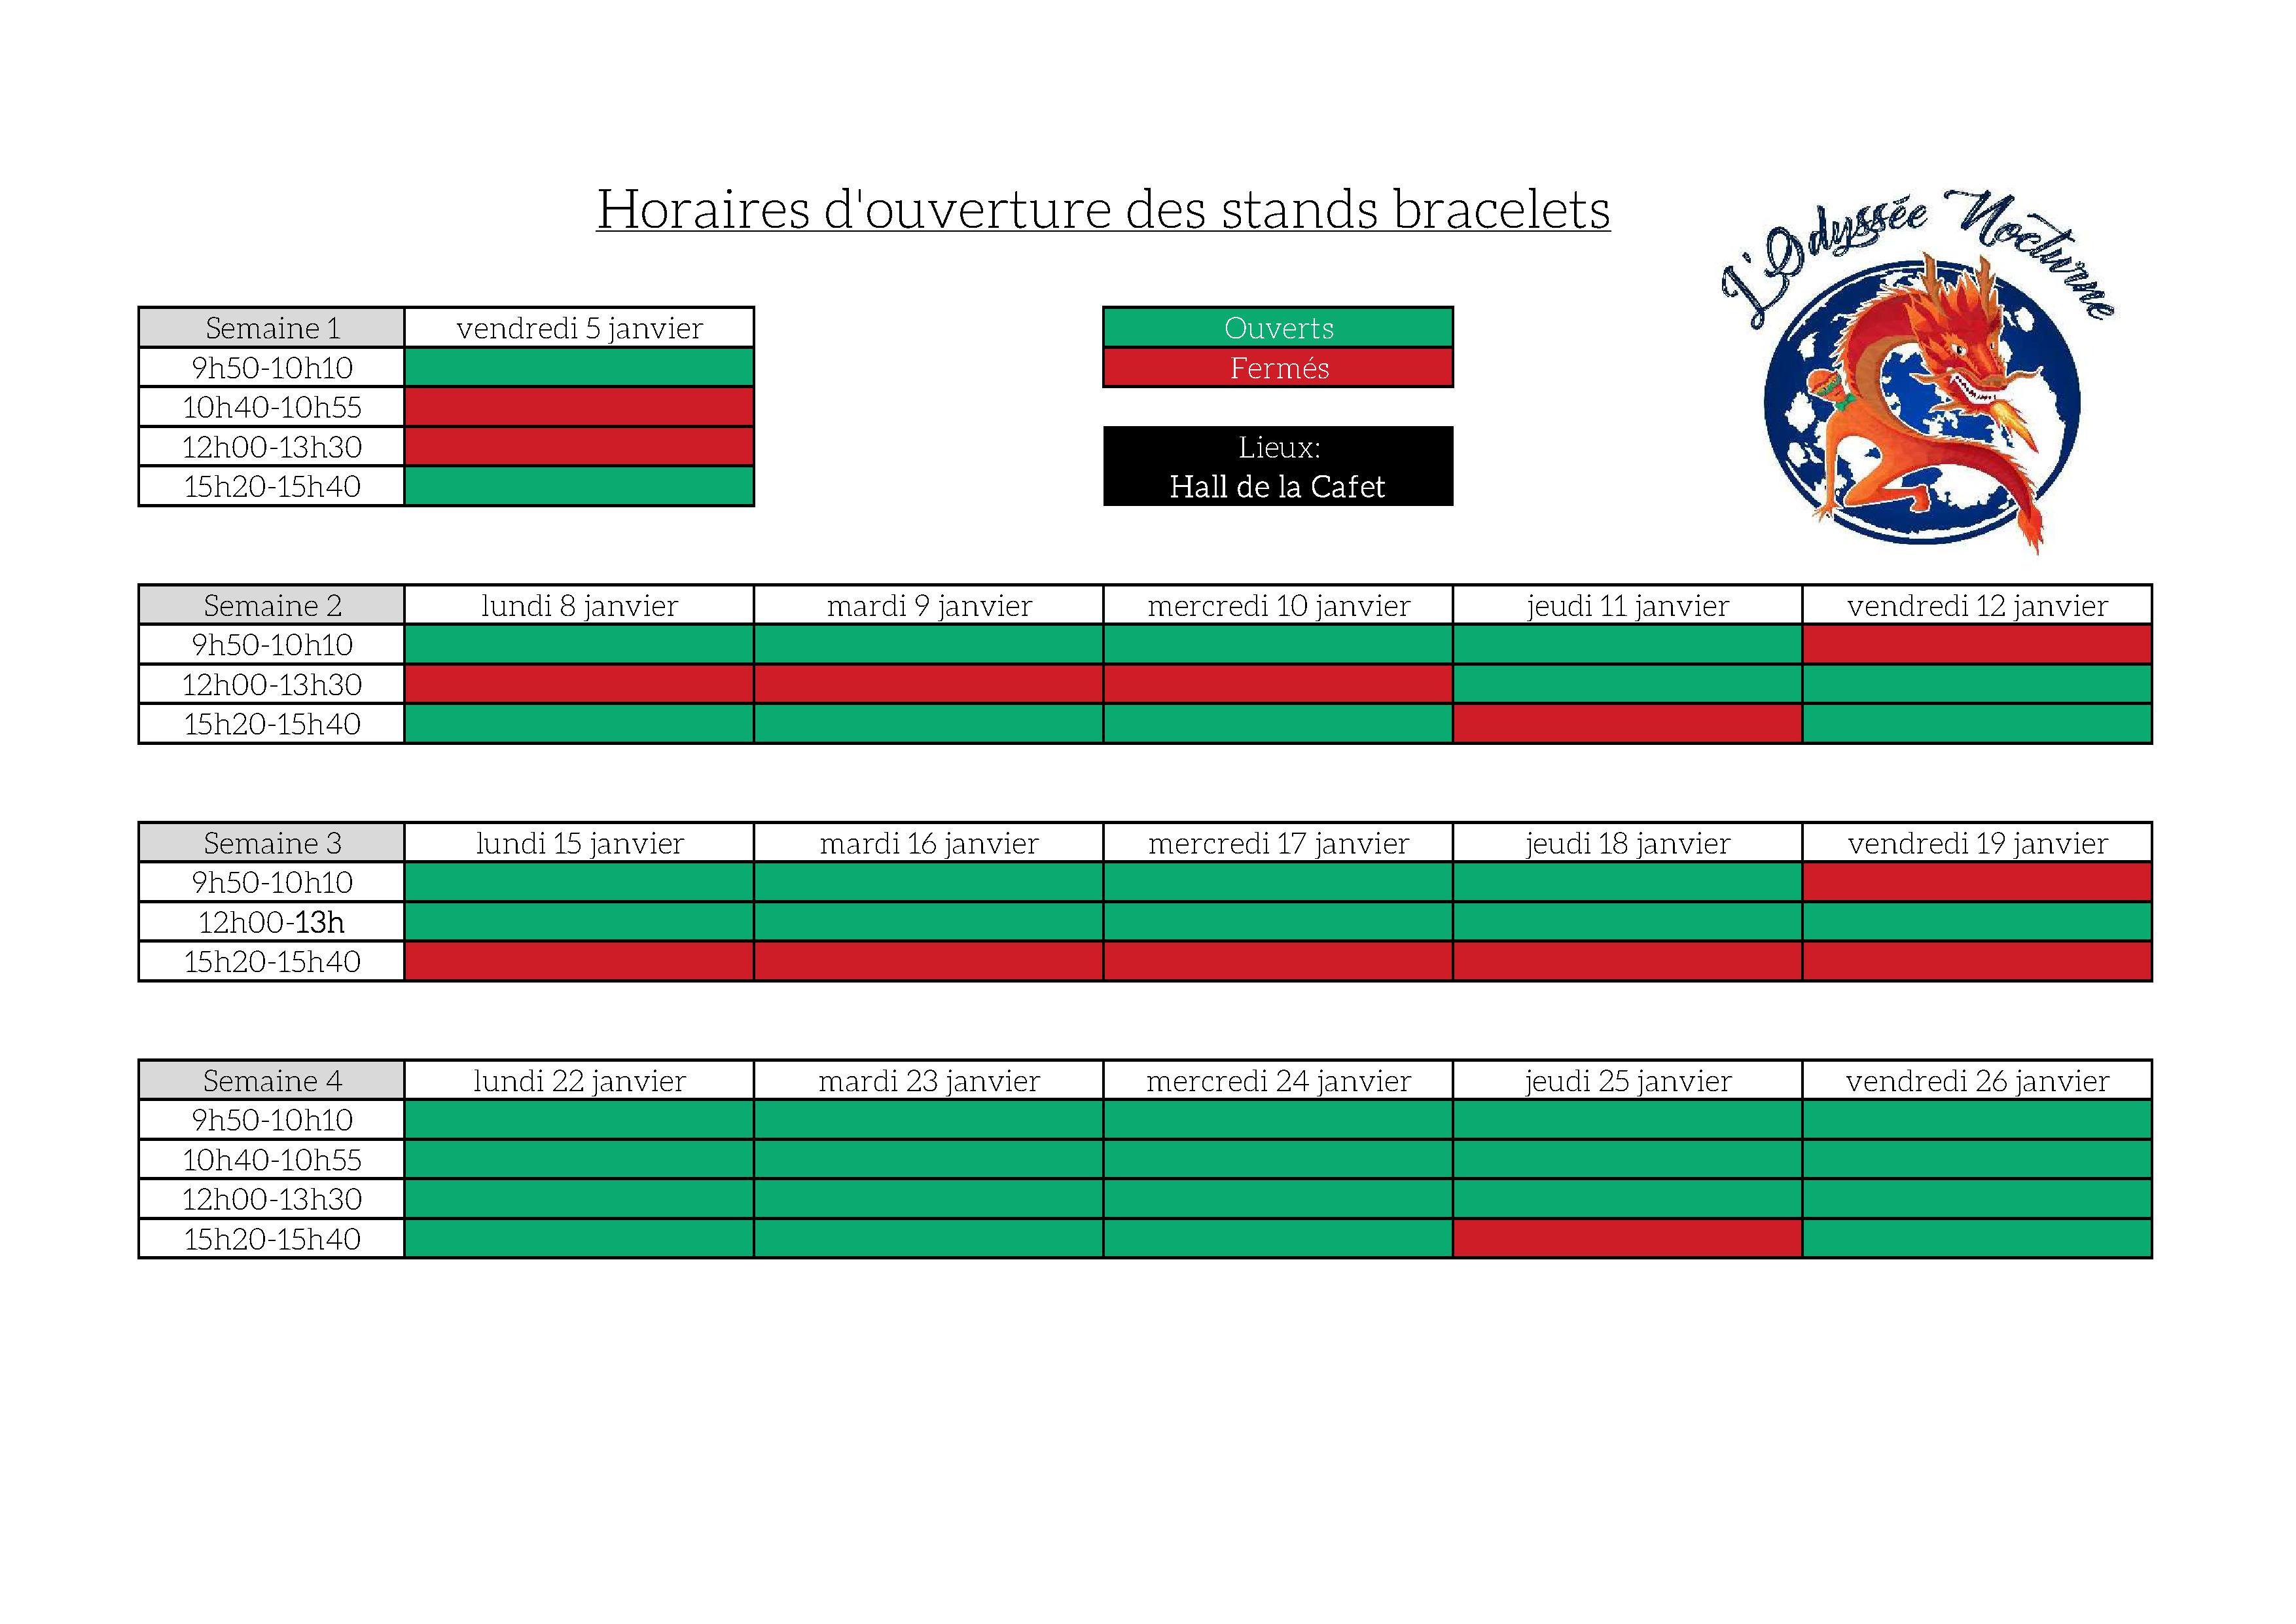 Horaires d'ouverture des stands bracelets
L'Odyssée Nocturne
Semaine 1 vendredi 5 janvier
9h50-10h10
10h40-10h55
12h00-13h30
15h20-15h40
Ouverts
Fermés
Lieux:
Hall de la Cafet
Semaine 2 lundi 8 janvier mardi 9 janvier mercredi 10 janvier jeudi 11 janvier vendredi 12 janvier
9h50-10h10
12h00-13h30
15h20-15h40
Semaine 3 lundi 15 janvier mardi 16 janvier mercredi 17 janvier jeudi 18 janvier vendredi 19 janvier
9h50-10h10
12h00-13h
15h20-15h40
Semaine 4 lundi 22 janvier mardi 23 janvier mercredi 24 janvier jeudi 25 janvier vendredi 26 janvier
9h50-10h10
10h40-10h55
12h00-13h30
15h20-15h40